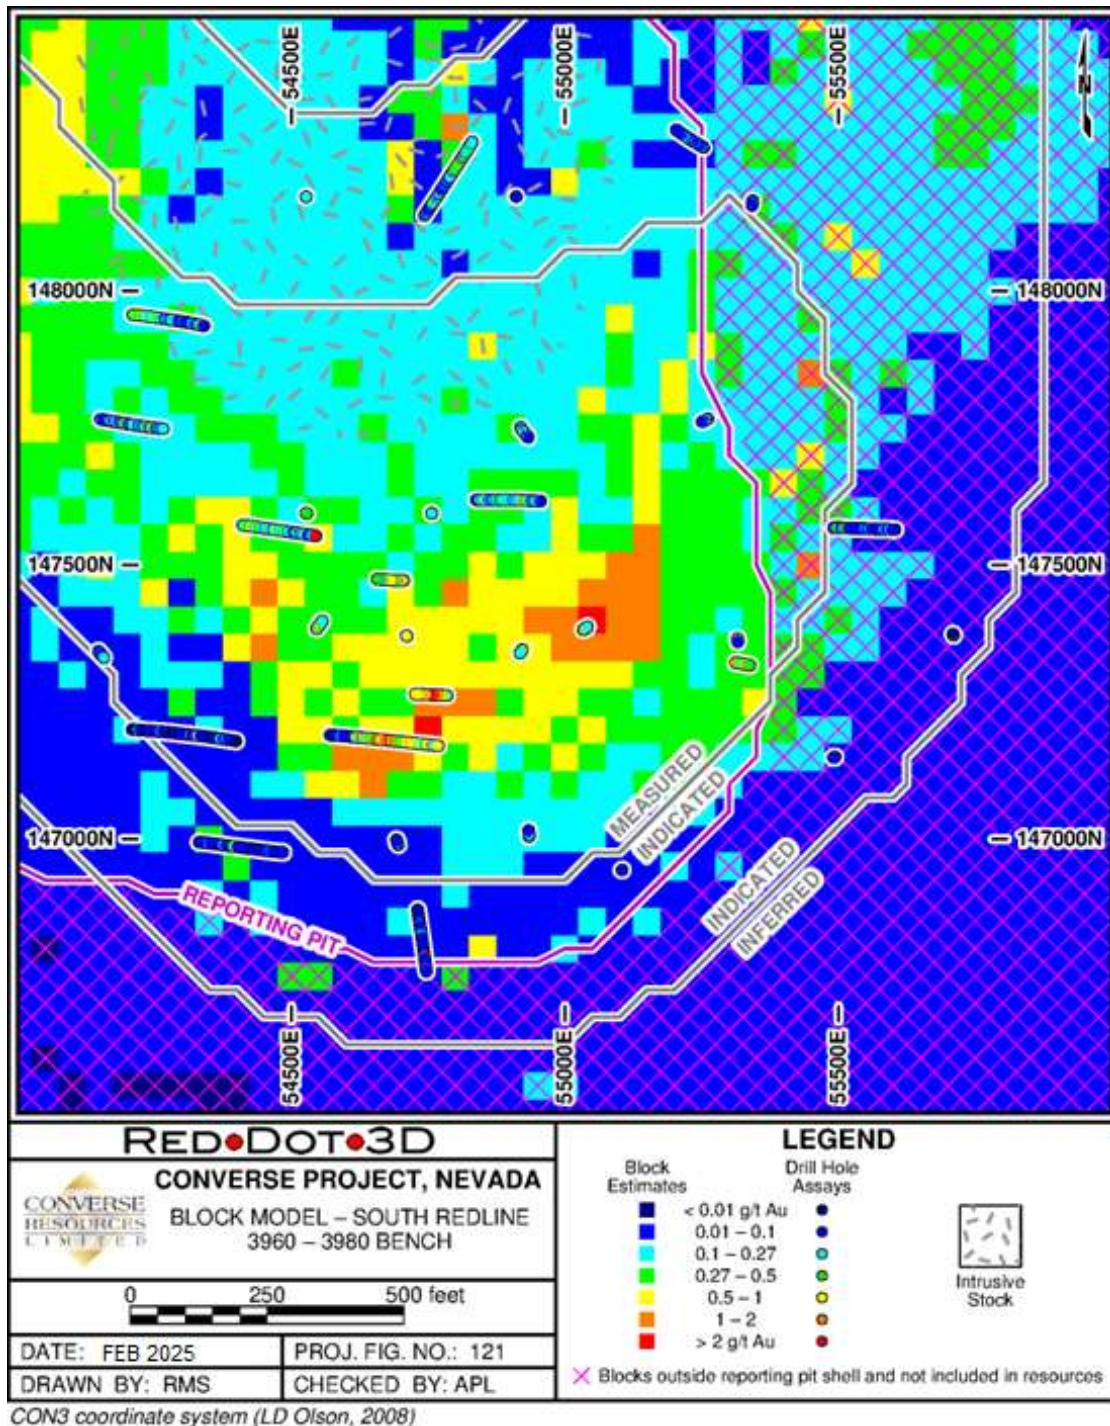 54500E
55000E
55500E
N
148000N
148000N
147500N
147500N
MEASURED
INDICATED
147000N
147000N
INDICATED
INFERRED
REPORTING PIT
54500E
55000E
55500E
RED•DOT•3D
CONVERSE
RESOURCES
LIMITED
CONVERSE PROJECT, NEVADA
BLOCK MODEL – SOUTH REDLINE
3960 – 3980 BENCH
0 250 500 feet
DATE: FEB 2025
PROJ. FIG. NO.: 121
DRAWN BY: RMS
CHECKED BY: APL
LEGEND
Block
Estimates
Drill Hole
Assays
< 0.01 g/t Au
0.01 – 0.1
0.1 – 0.27
0.27 – 0.5
0.5 – 1
1 – 2
> 2 g/t Au
Intrusive
Stock
Blocks outside reporting pit shell and not included in resources
CON3 coordinate system (LD Olson, 2008)